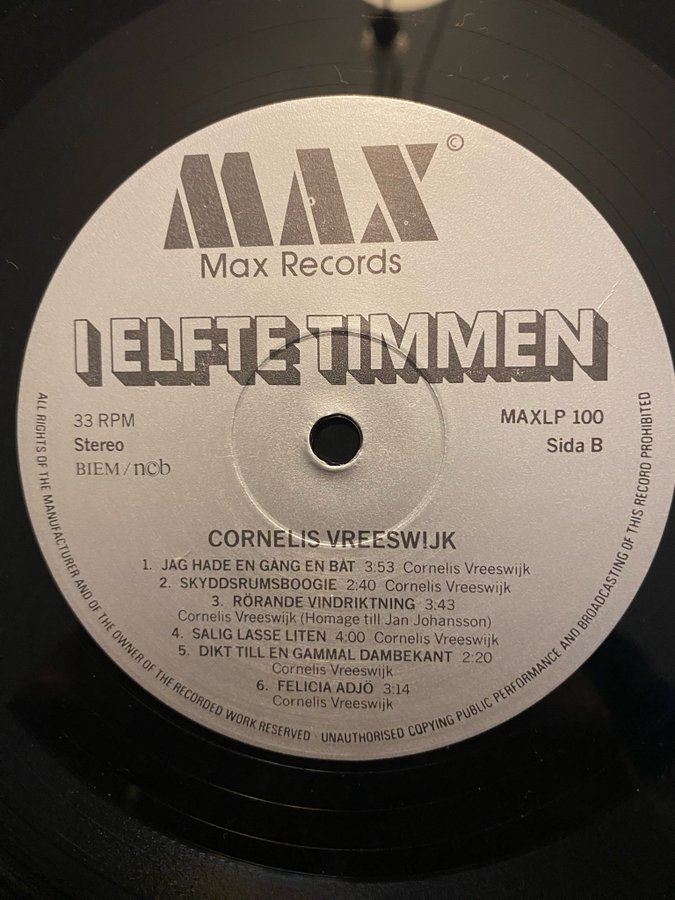 MAX ©
Max Records
I ELFTE TIMMEN
33 RPM
Stereo
BIEM/ncb
MAXLP 100
Sida B
CORNELIS VREESWIJK
1. JAG HADE EN GÅNG EN BÅT 3:53 Cornelis Vreeswijk
2. SKYDDSRUMSBOOGIE 2:40 Cornelis Vreeswijk
3. RÖRANDE VINDRIKTNING 3:43
Cornelis Vreeswijk (Homage till Jan Johansson)
4. SALIG LASSE LITEN 4:00 Cornelis Vreeswijk
5. DIKT TILL EN GAMMAL DAMBEKANT 2:20
Cornelis Vreeswijk
6. FELICIA ADJÖ 3:14
Cornelis Vreeswijk
ALL RIGHTS OF THE MANUFACTURER AND OF THE OWNER OF THE RECORDED WORK RESERVED · UNAUTHORISED COPYING PUBLIC PERFORMANCE AND BROADCASTING OF THIS RECORD PROHIBITED